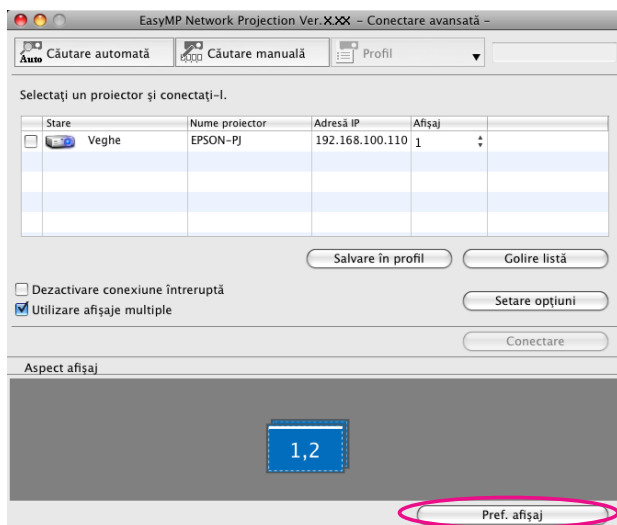 EasyMP Network Projection Ver.X.XX – Conectare avansată –
Auto Căutare automată Căutare manuală Profil
Selectați un proiector și conectați-l.
Stare Nume proiector Adresă IP Afișaj
Veghe EPSON-PJ 192.168.100.110 1
Salvare în profil Golire listă
Dezactivare conexiune întreruptă
Utilizare afișaje multiple
Setare opțiuni
Conectare
Aspect afișaj
1,2
Pref. afișaj